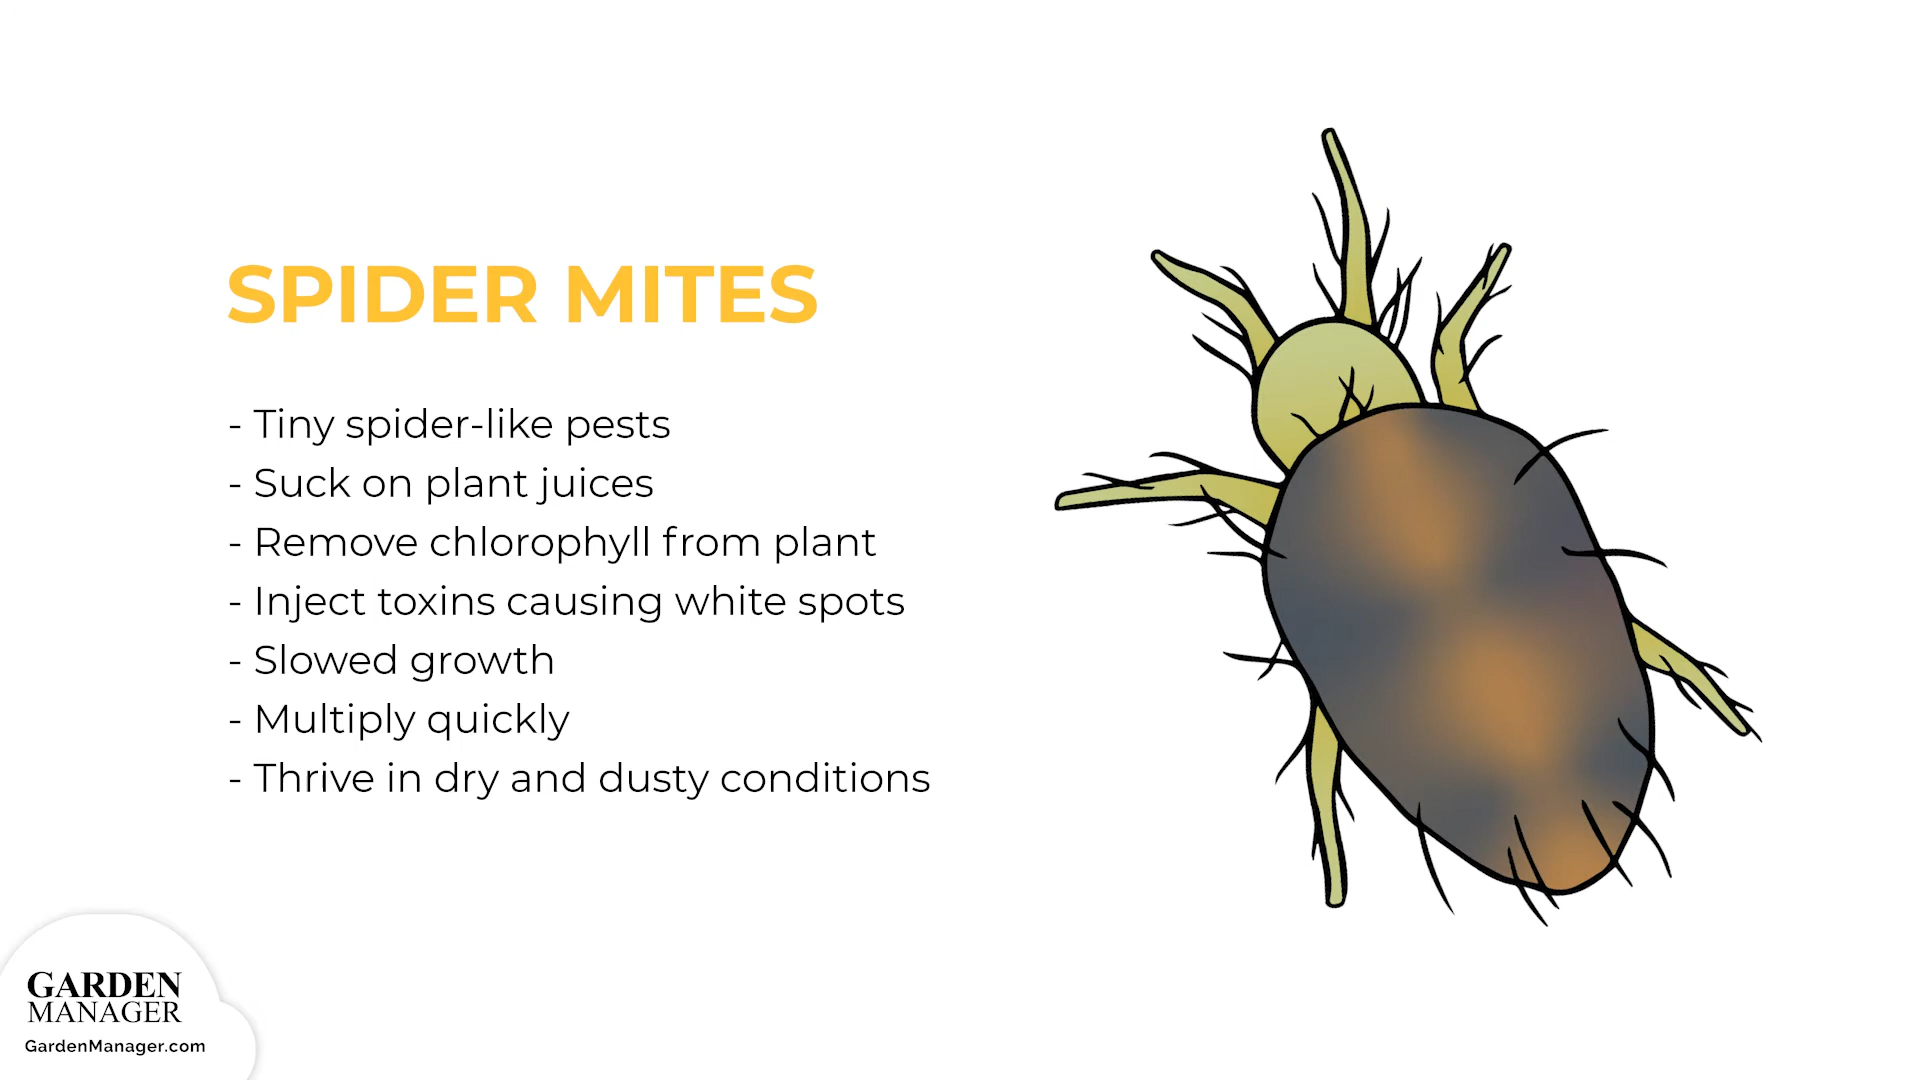 SPIDER MITES
- Tiny spider-like pests
- Suck on plant juices
- Remove chlorophyll from plant
- Inject toxins causing white spots
- Slowed growth
- Multiply quickly
- Thrive in dry and dusty conditions
GARDEN
MANAGER
GardenManager.com